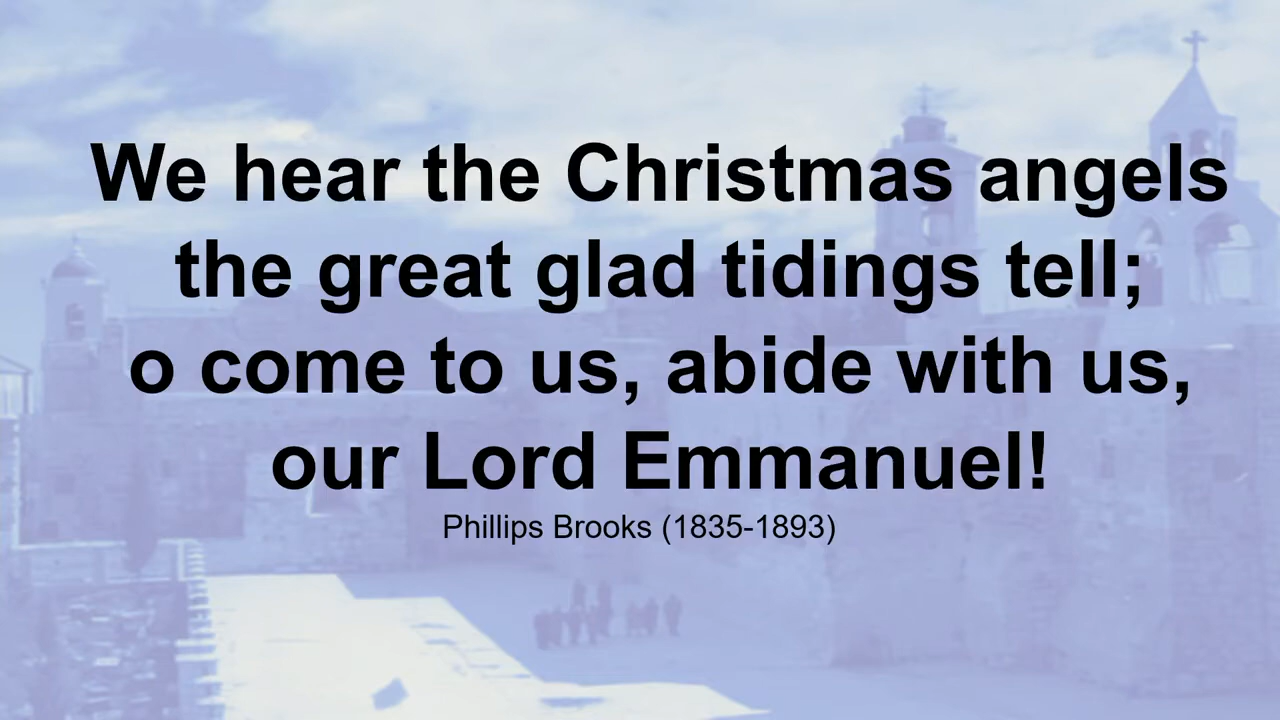 We hear the Christmas angels
the great glad tidings tell;
o come to us, abide with us,
our Lord Emmanuel!
Phillips Brooks (1835-1893)